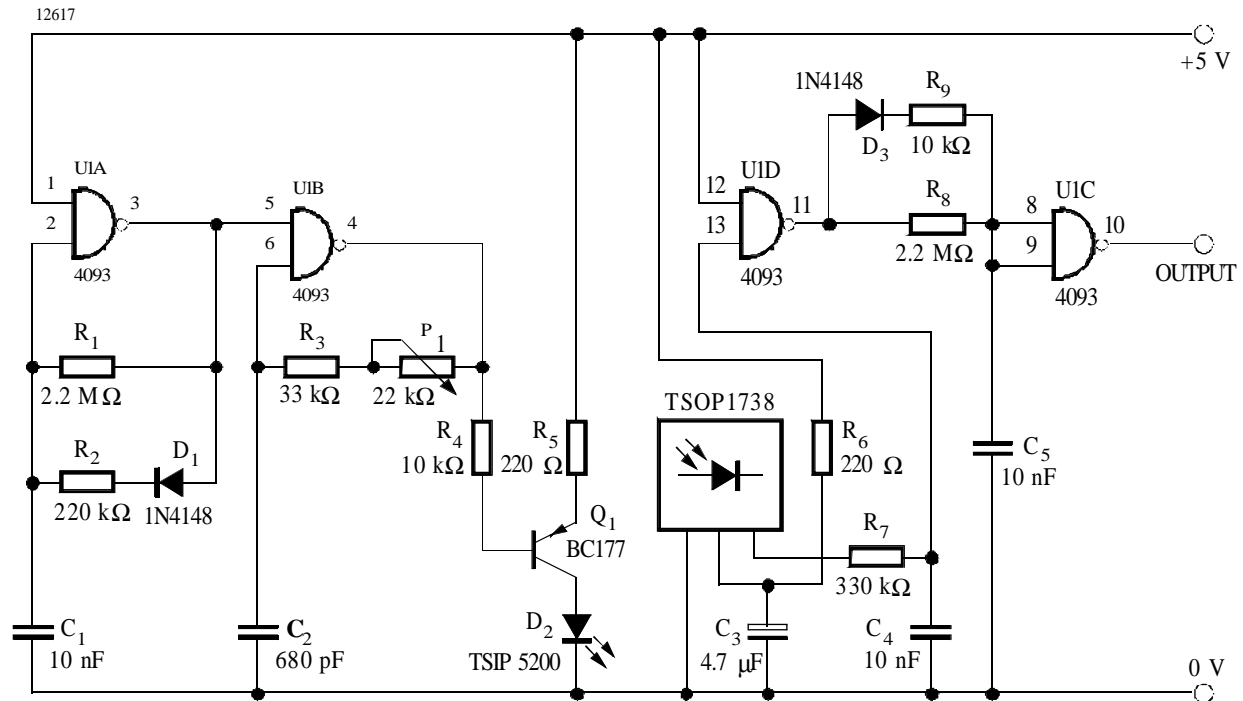 12617
+5 V
1N4148
R9
D3
10 kΩ
U1A
1
2
3
4093
U1B
5
6
4
4093
U1D
12
13
11
4093
R8
2.2 MΩ
U1C
8
9
10
4093
OUTPUT
R1
2.2 MΩ
R3
33 kΩ
P1
22 kΩ
R2
220 kΩ
D1
1N4148
R4
10 kΩ
R5
220 Ω
TSOP1738
R6
220 Ω
C5
10 nF
Q1
BC177
R7
330 kΩ
C1
10 nF
C2
680 pF
D2
TSIP 5200
C3
4.7 µF
C4
10 nF
0 V